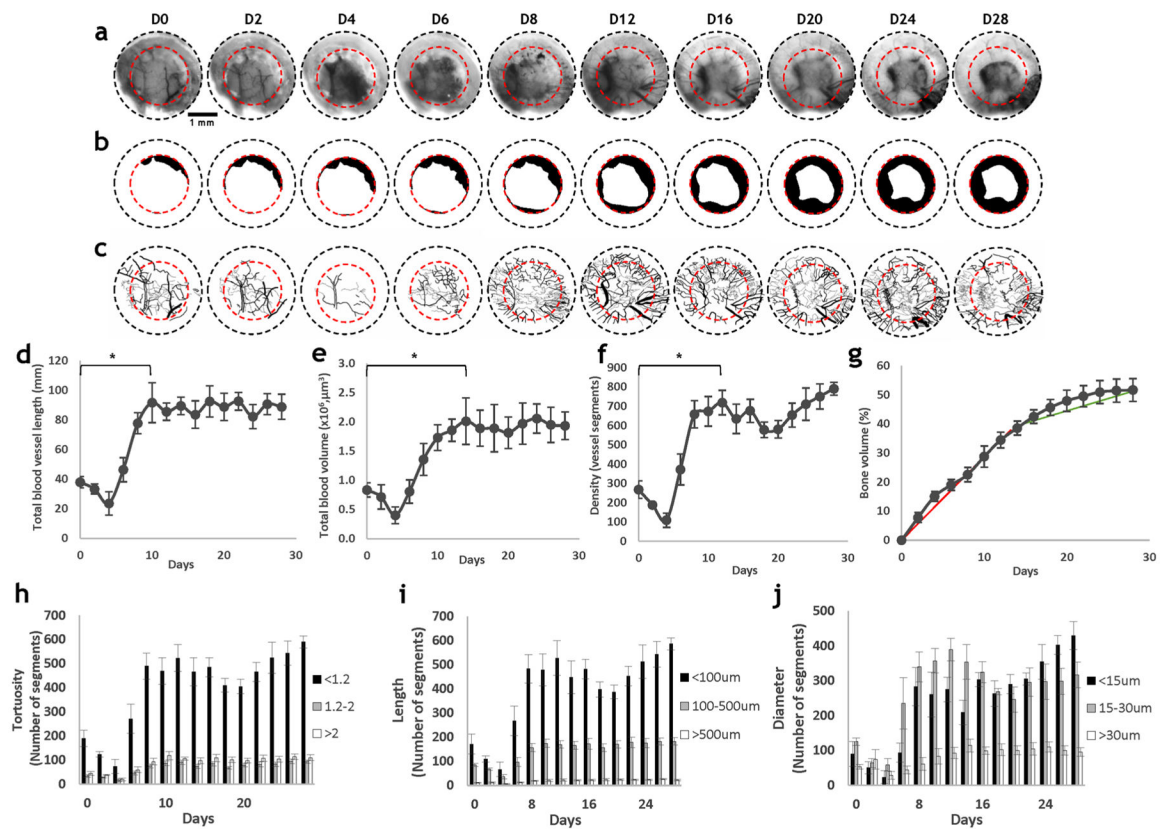 D0 D2 D4 D6 D8 D12 D16 D20 D24 D28
a
1 mm
b
c
d
*
Total blood vessel length (mm)
120
100
80
60
40
20
0
0 10 20 30
Days
e
*
Total blood volume (x10⁶,µm³)
3.0
2.5
2.0
1.5
1.0
0.5
0.0
0 10 20 30
Days
f
*
Density (vessel segments)
900
800
700
600
500
400
300
200
100
0
0 10 20 30
Days
g
Bone volume (%)
60
50
40
30
20
10
0
0 10 20 30
Days
h
Tortuosity
(Number of segments)
700
600
500
400
300
200
100
0
0 10 20
Days
<1.2
1.2-2
>2
i
Length
(Number of segments)
700
600
500
400
300
200
100
0
0 8 16 24
Days
<100um
100-500um
>500um
j
Diameter
(Number of segments)
500
400
300
200
100
0
0 8 16 24
Days
<15um
15-30um
>30um